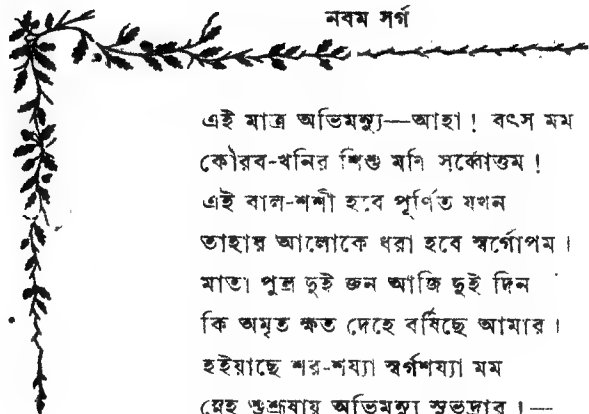 নবম সর্গ
এই মাত্র অভিমন্যু—আহা ! বৎস মম
কৌরব-খনির শিশু মণি সর্ব্বোত্তম !
এই বাল-শশী হবে পূর্ণিত যখন
তাহার আলোকে ধরা হবে স্বর্গোপম ।
মাতা পুত্র দুই জন আজি দুই দিন
কি অমৃত ক্ষত দেহে বর্ষিছে আমার ।
হইয়াছে শর-শয্যা স্বর্গশয্যা মম
স্নেহ শুশ্রূষায় অভিমন্যু সুভদ্রার ।—